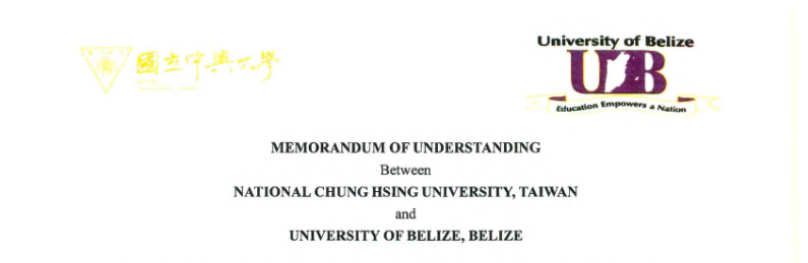 國立中興大學
University of Belize
UB
Education Empowers a Nation
MEMORANDUM OF UNDERSTANDING
Between
NATIONAL CHUNG HSING UNIVERSITY, TAIWAN
and
UNIVERSITY OF BELIZE, BELIZE